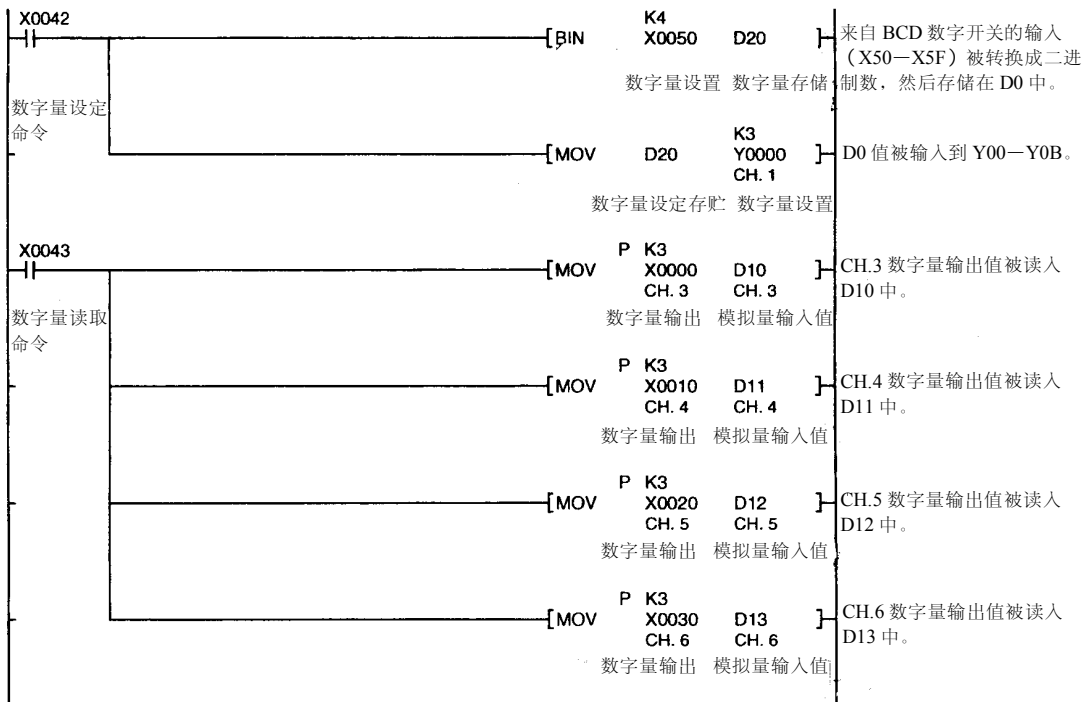 X0042
K4
[BIN X0050 D20 ]
来自 BCD 数字开关的输入
（X50－X5F）被转换成二进
制数，然后存储在 D0 中。
数字量设置 数字量存储
数字量设定
命令
K3
[MOV D20 Y0000 ]
CH. 1
D0 值被输入到 Y00－Y0B。
数字量设定存贮 数字量设置
X0043
P K3
[MOV X0000 D10 ]
CH. 3 CH. 3
CH.3 数字量输出值被读入
D10 中。
数字量输出 模拟量输入值
数字量读取
命令
P K3
[MOV X0010 D11 ]
CH. 4 CH. 4
CH.4 数字量输出值被读入
D11 中。
数字量输出 模拟量输入值
P K3
[MOV X0020 D12 ]
CH. 5 CH. 5
CH.5 数字量输出值被读入
D12 中。
数字量输出 模拟量输入值
P K3
[MOV X0030 D13 ]
CH. 6 CH. 6
CH.6 数字量输出值被读入
D13 中。
数字量输出 模拟量输入值